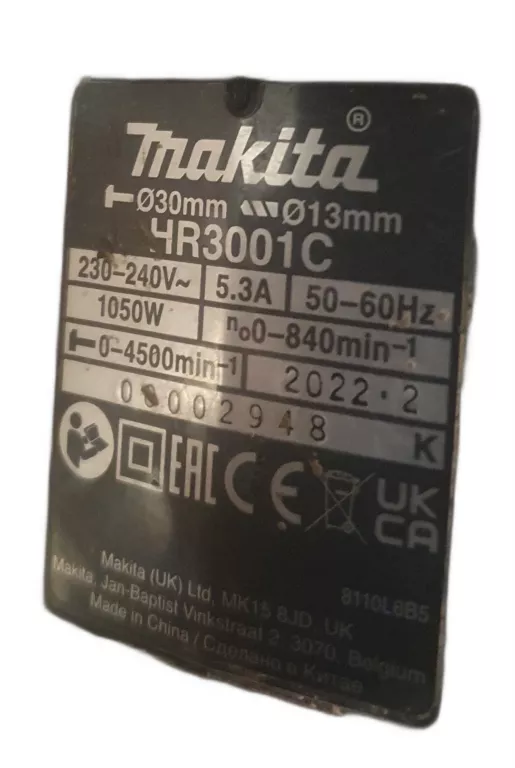 makita®
Ø30mm Ø13mm
HR3001C
230-240V~ 5.3A 50-60Hz
1050W n₀0-840min-1
0-4500min-1 2022.2
00002948 K
EAC CE UK CA
Makita (UK) Ltd, MK15 8JD, UK 8110L6B5
Makita, Jan-Baptist Vinkstraat 2, 3070, Belgium
Made in China / Сделано в Китае